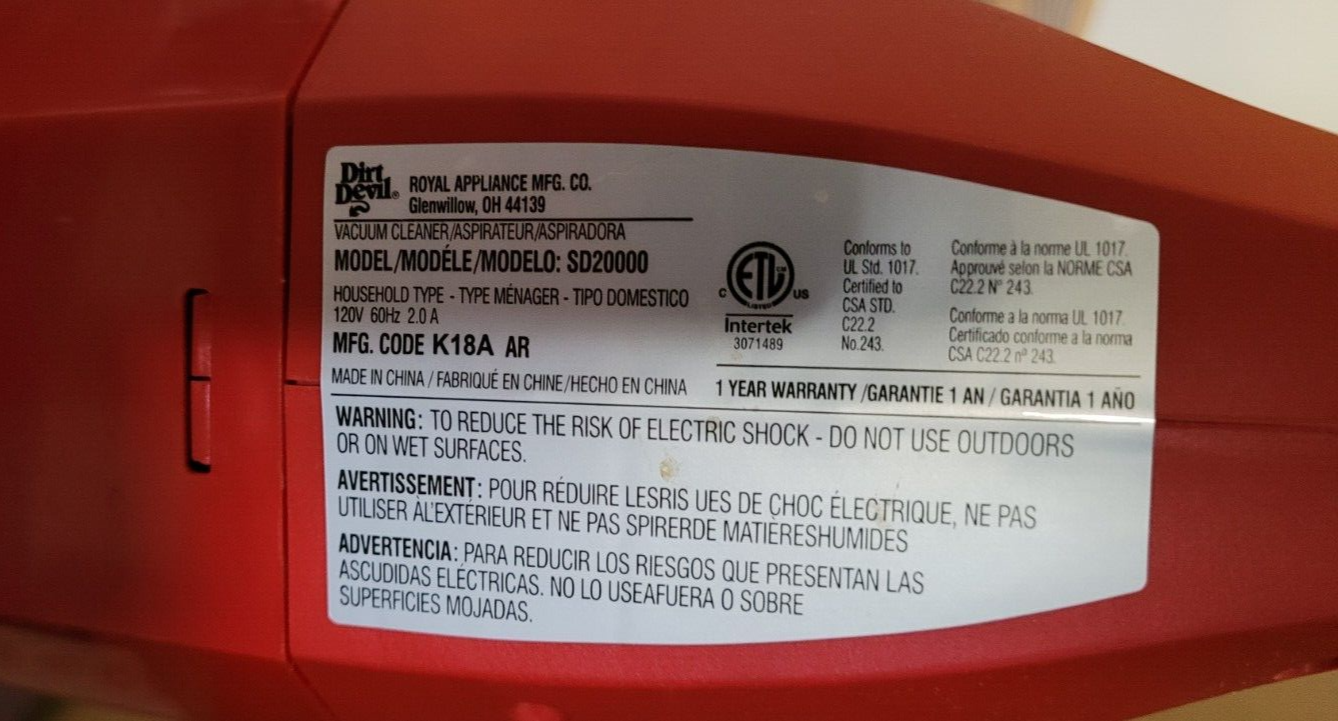 Dirt
Devil®
ROYAL APPLIANCE MFG. CO.
Glenwillow, OH 44139
VACUUM CLEANER/ASPIRATEUR/ASPIRADORA
MODEL/MODÉLE/MODELO: SD20000
HOUSEHOLD TYPE - TYPE MÉNAGER - TIPO DOMESTICO
120V 60Hz 2.0 A
MFG. CODE K18A AR
MADE IN CHINA / FABRIQUÉ EN CHINE/HECHO EN CHINA
ETL
LISTED
C US
Intertek
3071489
Conforms to
UL Std. 1017.
Certified to
CSA STD.
C22.2
No.243.
Conforme à la norme UL 1017.
Approuvé selon la NORME CSA
C22.2 N° 243.
Conforme a la norma UL 1017.
Certificado conforme a la norma
CSA C22.2 nº 243.
1 YEAR WARRANTY /GARANTIE 1 AN / GARANTIA 1 AÑO
WARNING: TO REDUCE THE RISK OF ELECTRIC SHOCK - DO NOT USE OUTDOORS
OR ON WET SURFACES.
AVERTISSEMENT: POUR RÉDUIRE LESRIS UES DE CHOC ÉLECTRIQUE, NE PAS
UTILISER ÀL'EXTÉRIEUR ET NE PAS SPIRERDE MATIÈRESHUMIDES
ADVERTENCIA: PARA REDUCIR LOS RIESGOS QUE PRESENTAN LAS
ASCUDIDAS ELÉCTRICAS. NO LO USEAFUERA O SOBRE
SUPERFICIES MOJADAS.